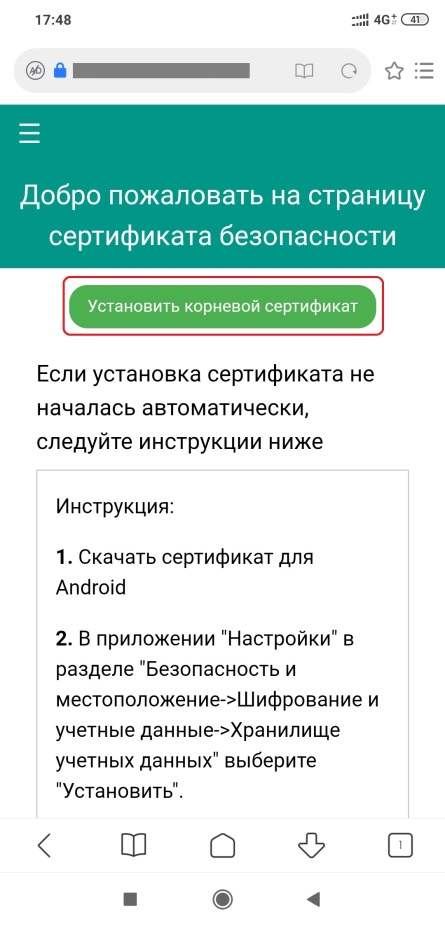 17:48
4G+
41
Добро пожаловать на страницу
сертификата безопасности
Установить корневой сертификат
Если установка сертификата не
началась автоматически,
следуйте инструкции ниже
Инструкция:
1. Скачать сертификат для
Android
2. В приложении "Настройки" в
разделе "Безопасность и
местоположение->Шифрование и
учетные данные->Хранилище
учетных данных" выберите
"Установить".
1